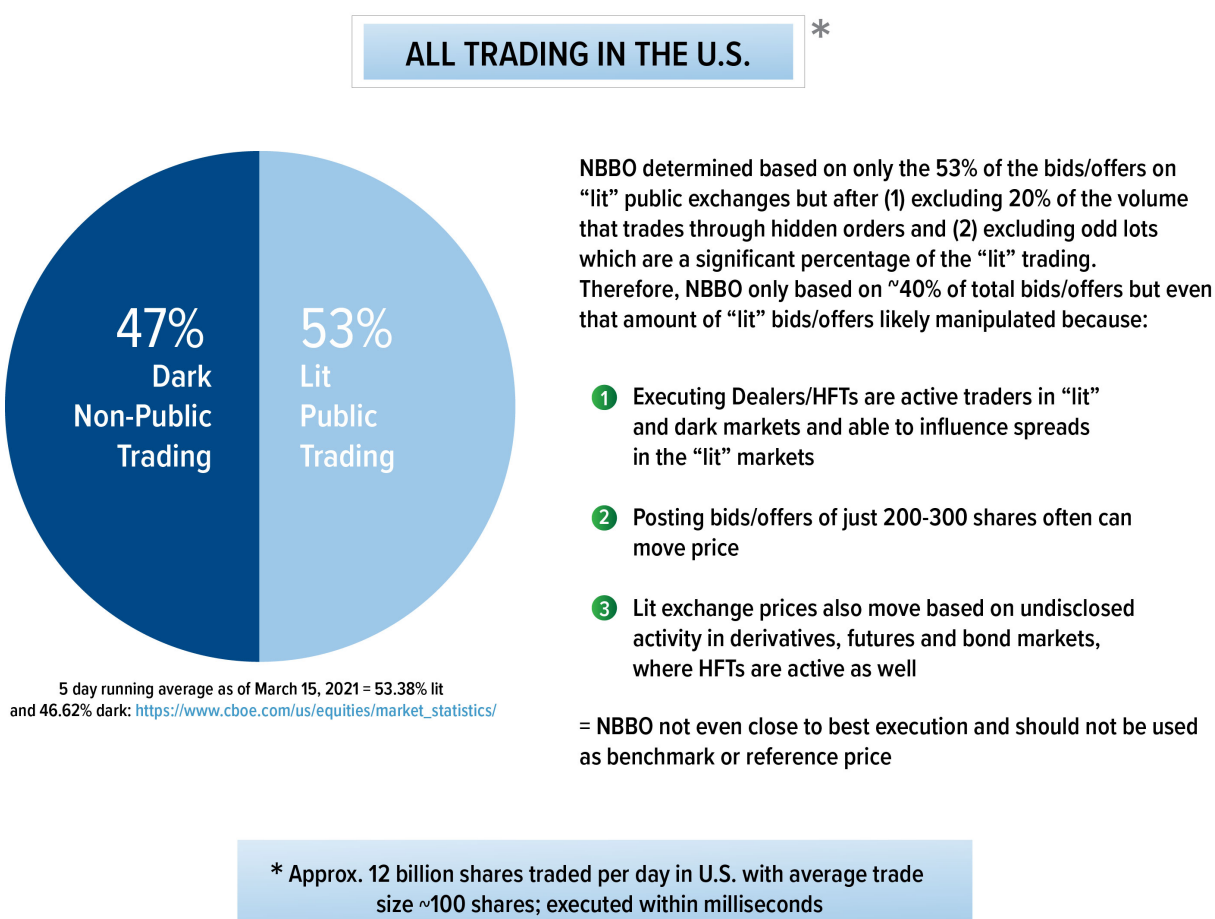 ALL TRADING IN THE U.S.
*
47%
Dark
Non-Public
Trading
53%
Lit
Public
Trading
5 day running average as of March 15, 2021 = 53.38% lit
and 46.62% dark: https://www.cboe.com/us/equities/market_statistics/
NBBO determined based on only the 53% of the bids/offers on
“lit” public exchanges but after (1) excluding 20% of the volume
that trades through hidden orders and (2) excluding odd lots
which are a significant percentage of the “lit” trading.
Therefore, NBBO only based on ~40% of total bids/offers but even
that amount of “lit” bids/offers likely manipulated because:
1 Executing Dealers/HFTs are active traders in “lit”
and dark markets and able to influence spreads
in the “lit” markets
2 Posting bids/offers of just 200-300 shares often can
move price
3 Lit exchange prices also move based on undisclosed
activity in derivatives, futures and bond markets,
where HFTs are active as well
= NBBO not even close to best execution and should not be used
as benchmark or reference price
* Approx. 12 billion shares traded per day in U.S. with average trade
size ~100 shares; executed within milliseconds